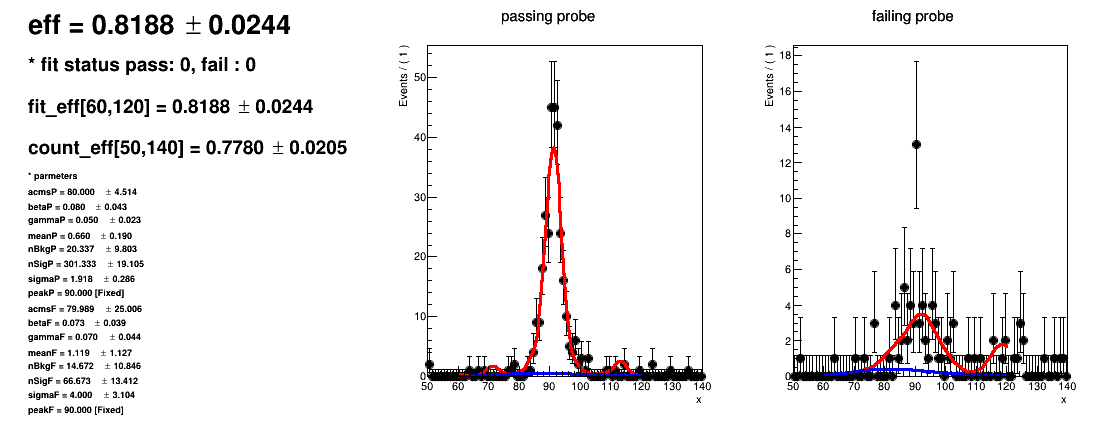 eff = 0.8188 ± 0.0244
* fit status pass: 0, fail : 0
fit_eff[60,120] = 0.8188 ± 0.0244
count_eff[50,140] = 0.7780 ± 0.0205
* parmeters
acmsP = 80.000 ± 4.514
betaP = 0.080 ± 0.043
gammaP = 0.050 ± 0.023
meanP = 0.660 ± 0.190
nBkgP = 20.337 ± 9.803
nSigP = 301.333 ± 19.105
sigmaP = 1.918 ± 0.286
peakP = 90.000 [Fixed]
acmsF = 79.989 ± 25.006
betaF = 0.073 ± 0.039
gammaF = 0.070 ± 0.044
meanF = 1.119 ± 1.127
nBkgF = 14.672 ± 10.846
nSigF = 66.673 ± 13.412
sigmaF = 4.000 ± 3.104
peakF = 90.000 [Fixed]
passing probe
Events / ( 1 )
50
40
30
20
10
0
50 60 70 80 90 100 110 120 130 140
x
failing probe
Events / ( 1 )
18
16
14
12
10
8
6
4
2
0
50 60 70 80 90 100 110 120 130 140
x